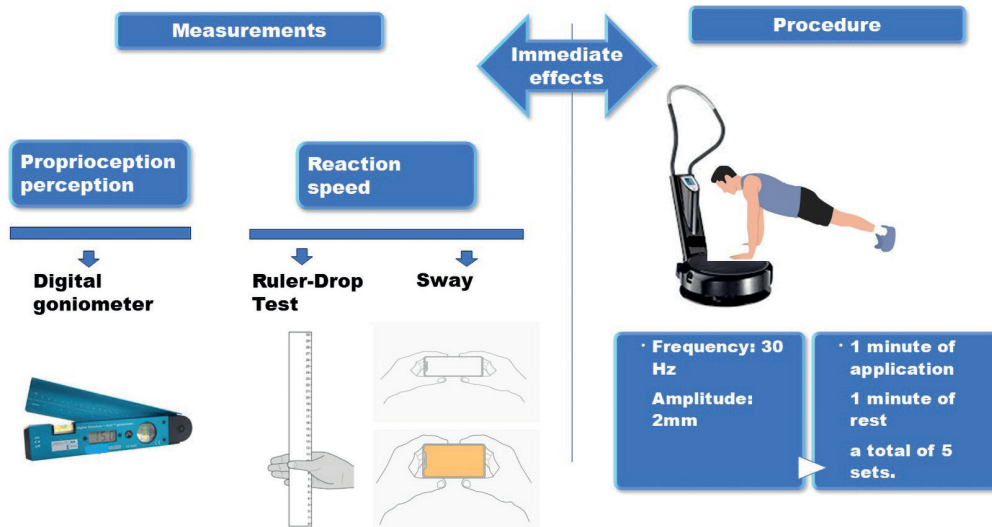 Measurements
Immediate
effects
Procedure
Proprioception
perception
Reaction
speed
Digital
goniometer
Ruler-Drop
Test
Sway
· Frequency: 30
Hz
Amplitude:
2mm
· 1 minute of
application
1 minute of
rest
a total of 5
sets.